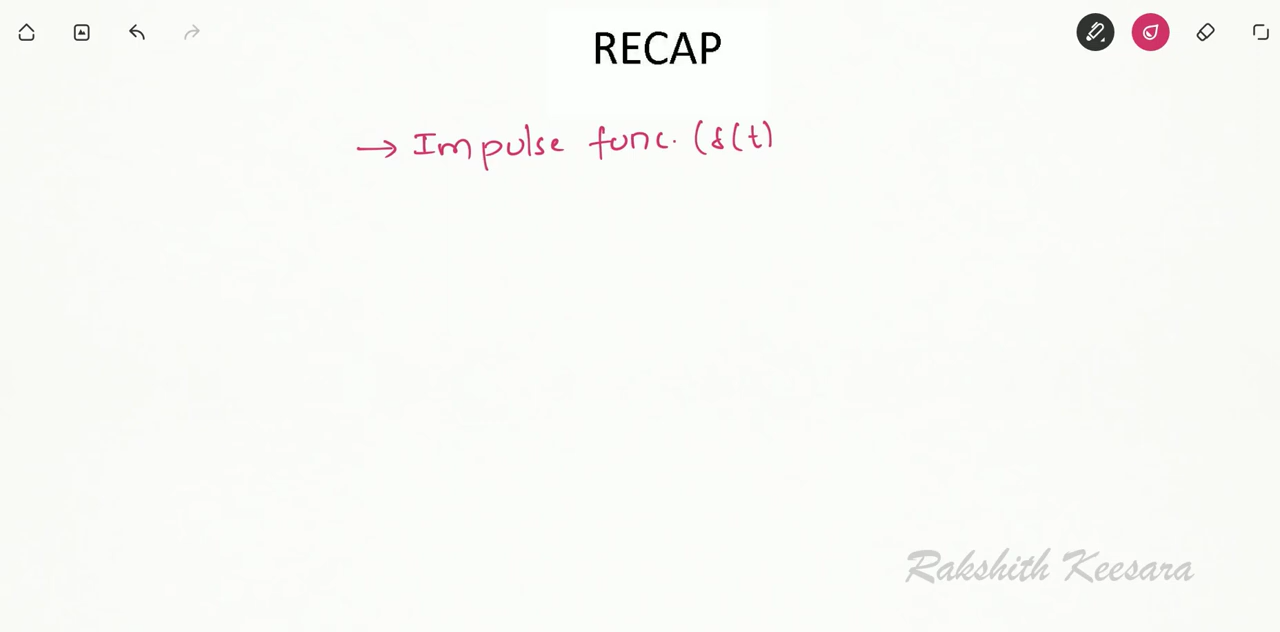 RECAP
→ Impulse func. (δ(t)
Rakshith Keesara